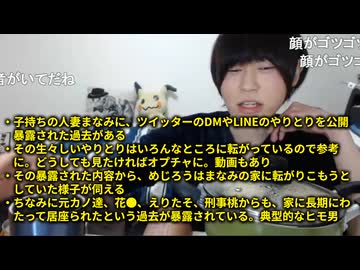 顔がゴツゴツ
顔がゴツゴ
音がいてだね
・子持ちの人妻まなみに、ツイッターのDMやLINEのやりとりを公開
暴露された過去がある
・その生々しいやりとりはいろんなところに転がっているので参考
に。どうしても見たければオプチャに。動画もあり
・その暴露された内容から、めじろうはまなみの家に転がりこもうと
していた様子が伺える
・ちなみに元カノ達、花●、えりたそ、刑事桃からも、家に長期にわ
たって居座られたという過去が暴露されている。典型的なヒモ男